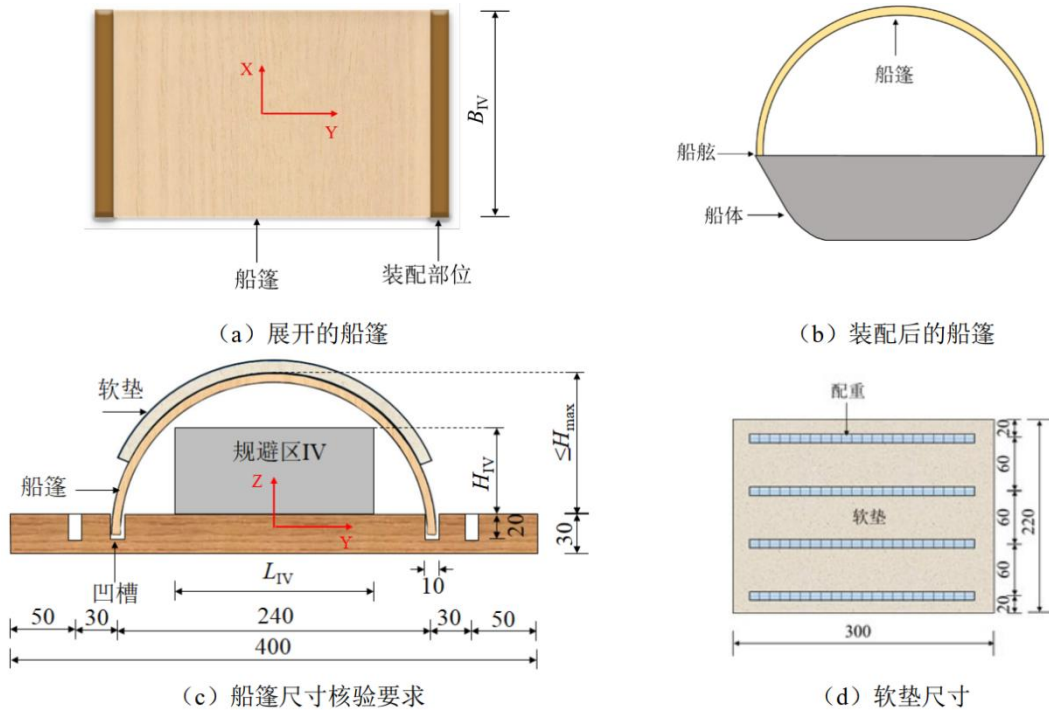 X
Y
B_IV
船篷
装配部位
(a) 展开的船篷
船篷
船舷
船体
(b) 装配后的船篷
软垫
规避区IV
船篷
Z
Y
H_IV
≤H_max
20
30
凹槽
L_IV
10
50
30
240
30
50
400
(c) 船篷尺寸核验要求
配重
软垫
20
60
60
60
20
220
300
(d) 软垫尺寸